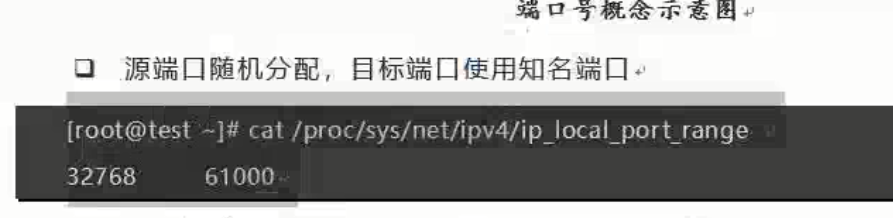 端口号概念示意图
❑ 源端口随机分配，目标端口使用知名端口
[root@test ~]# cat /proc/sys/net/ipv4/ip_local_port_range
32768 61000